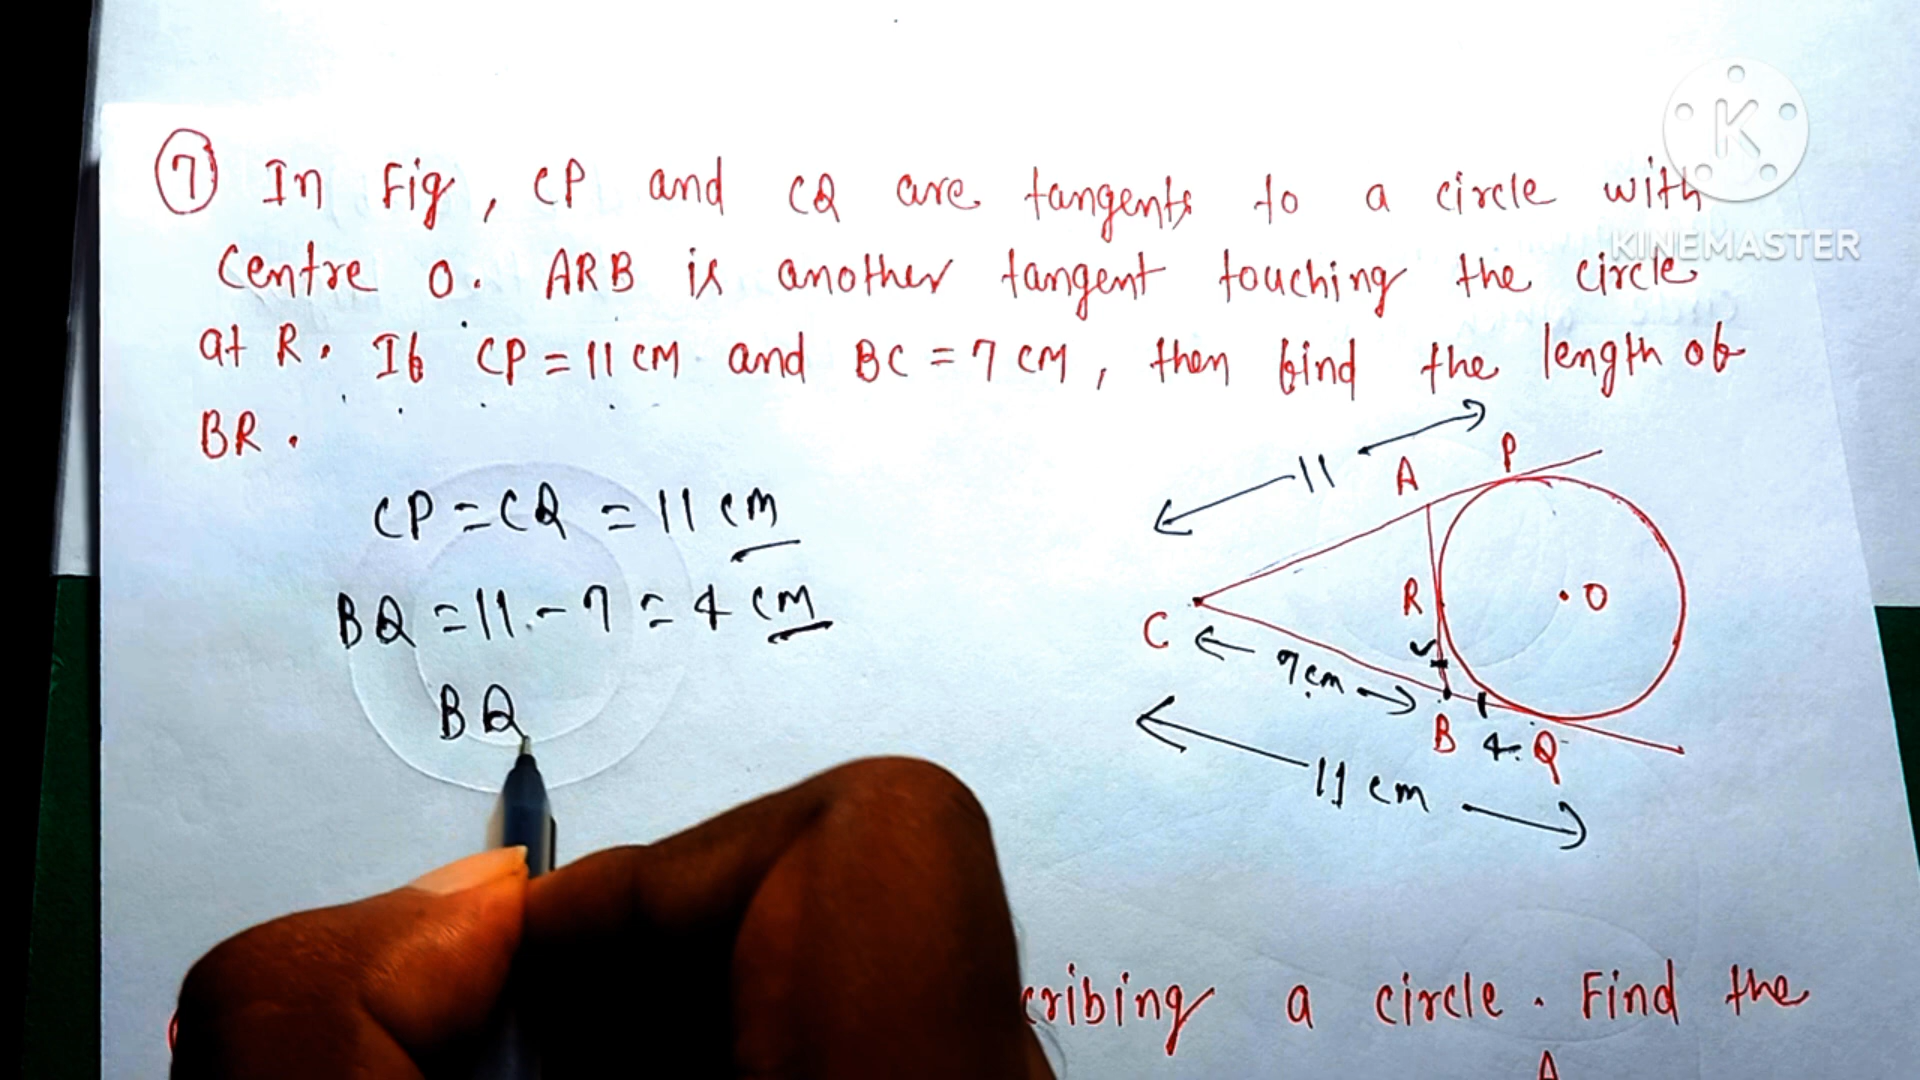 7 In Fig, CP and CQ are tangents to a circle with
Centre O. ARB is another tangent touching the circle
at R. If CP = 11 cm and BC = 7 cm, then find the length of
BR.
CP = CQ = 11 cm
BQ = 11 - 7 = 4 cm
BQ
11
A
P
R
O
C
7 cm
B
4
Q
11 cm
cribing a circle. Find the
A
K
KINEMASTER